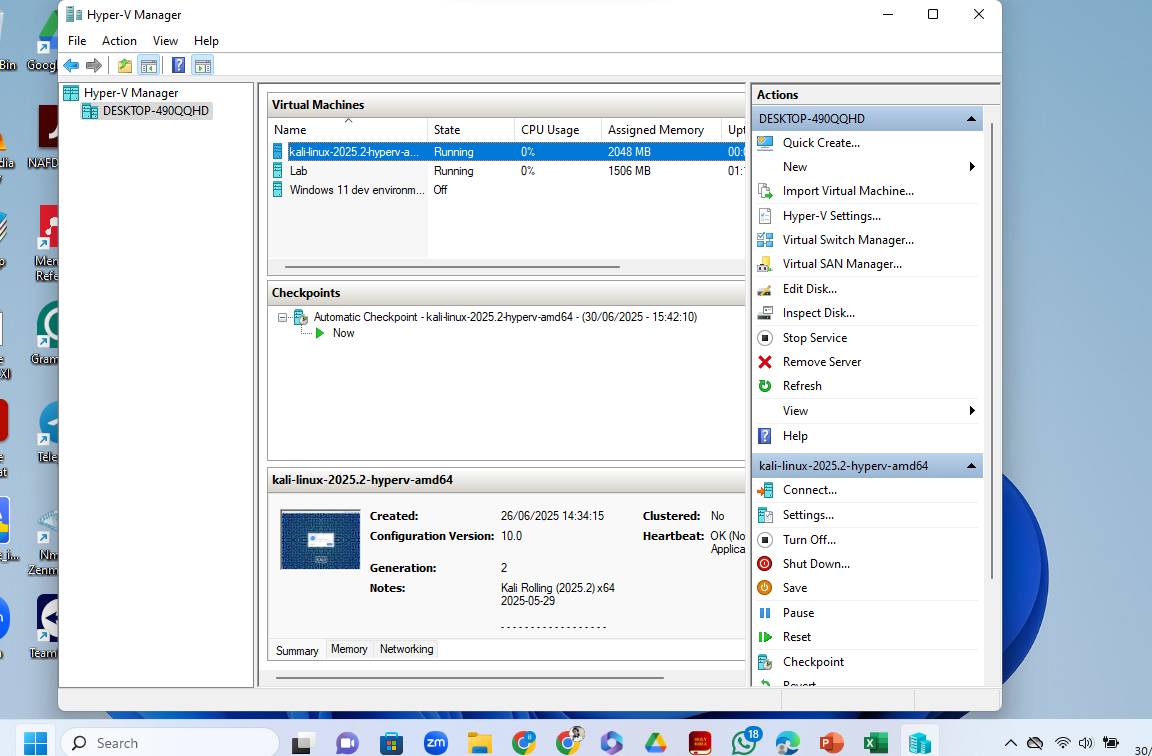 Hyper-V Manager
File Action View Help
Hyper-V Manager
DESKTOP-490QQHD
Virtual Machines
Name State CPU Usage Assigned Memory Upt
kali-linux-2025.2-hyperv-a... Running 0% 2048 MB 00:
Lab Running 0% 1506 MB 01:
Windows 11 dev environm... Off
Checkpoints
Automatic Checkpoint - kali-linux-2025.2-hyperv-amd64 - (30/06/2025 - 15:42:10)
Now
kali-linux-2025.2-hyperv-amd64
Created: 26/06/2025 14:34:15 Clustered: No
Configuration Version: 10.0 Heartbeat: OK (No
Applica
Generation: 2
Notes: Kali Rolling (2025.2) x64
2025-05-29
- - - - - - - - - - - - - - - - - -
Summary Memory Networking
Actions
DESKTOP-490QQHD
Quick Create...
New
Import Virtual Machine...
Hyper-V Settings...
Virtual Switch Manager...
Virtual SAN Manager...
Edit Disk...
Inspect Disk...
Stop Service
Remove Server
Refresh
View
Help
kali-linux-2025.2-hyperv-amd64
Connect...
Settings...
Turn Off...
Shut Down...
Save
Pause
Reset
Checkpoint
Revert
Bin Goog
NAFD
Men
Refe
Gram
XI
Tele
Nm
Zenm
Team
Search
zm
HOLY BIBLE
18
30/